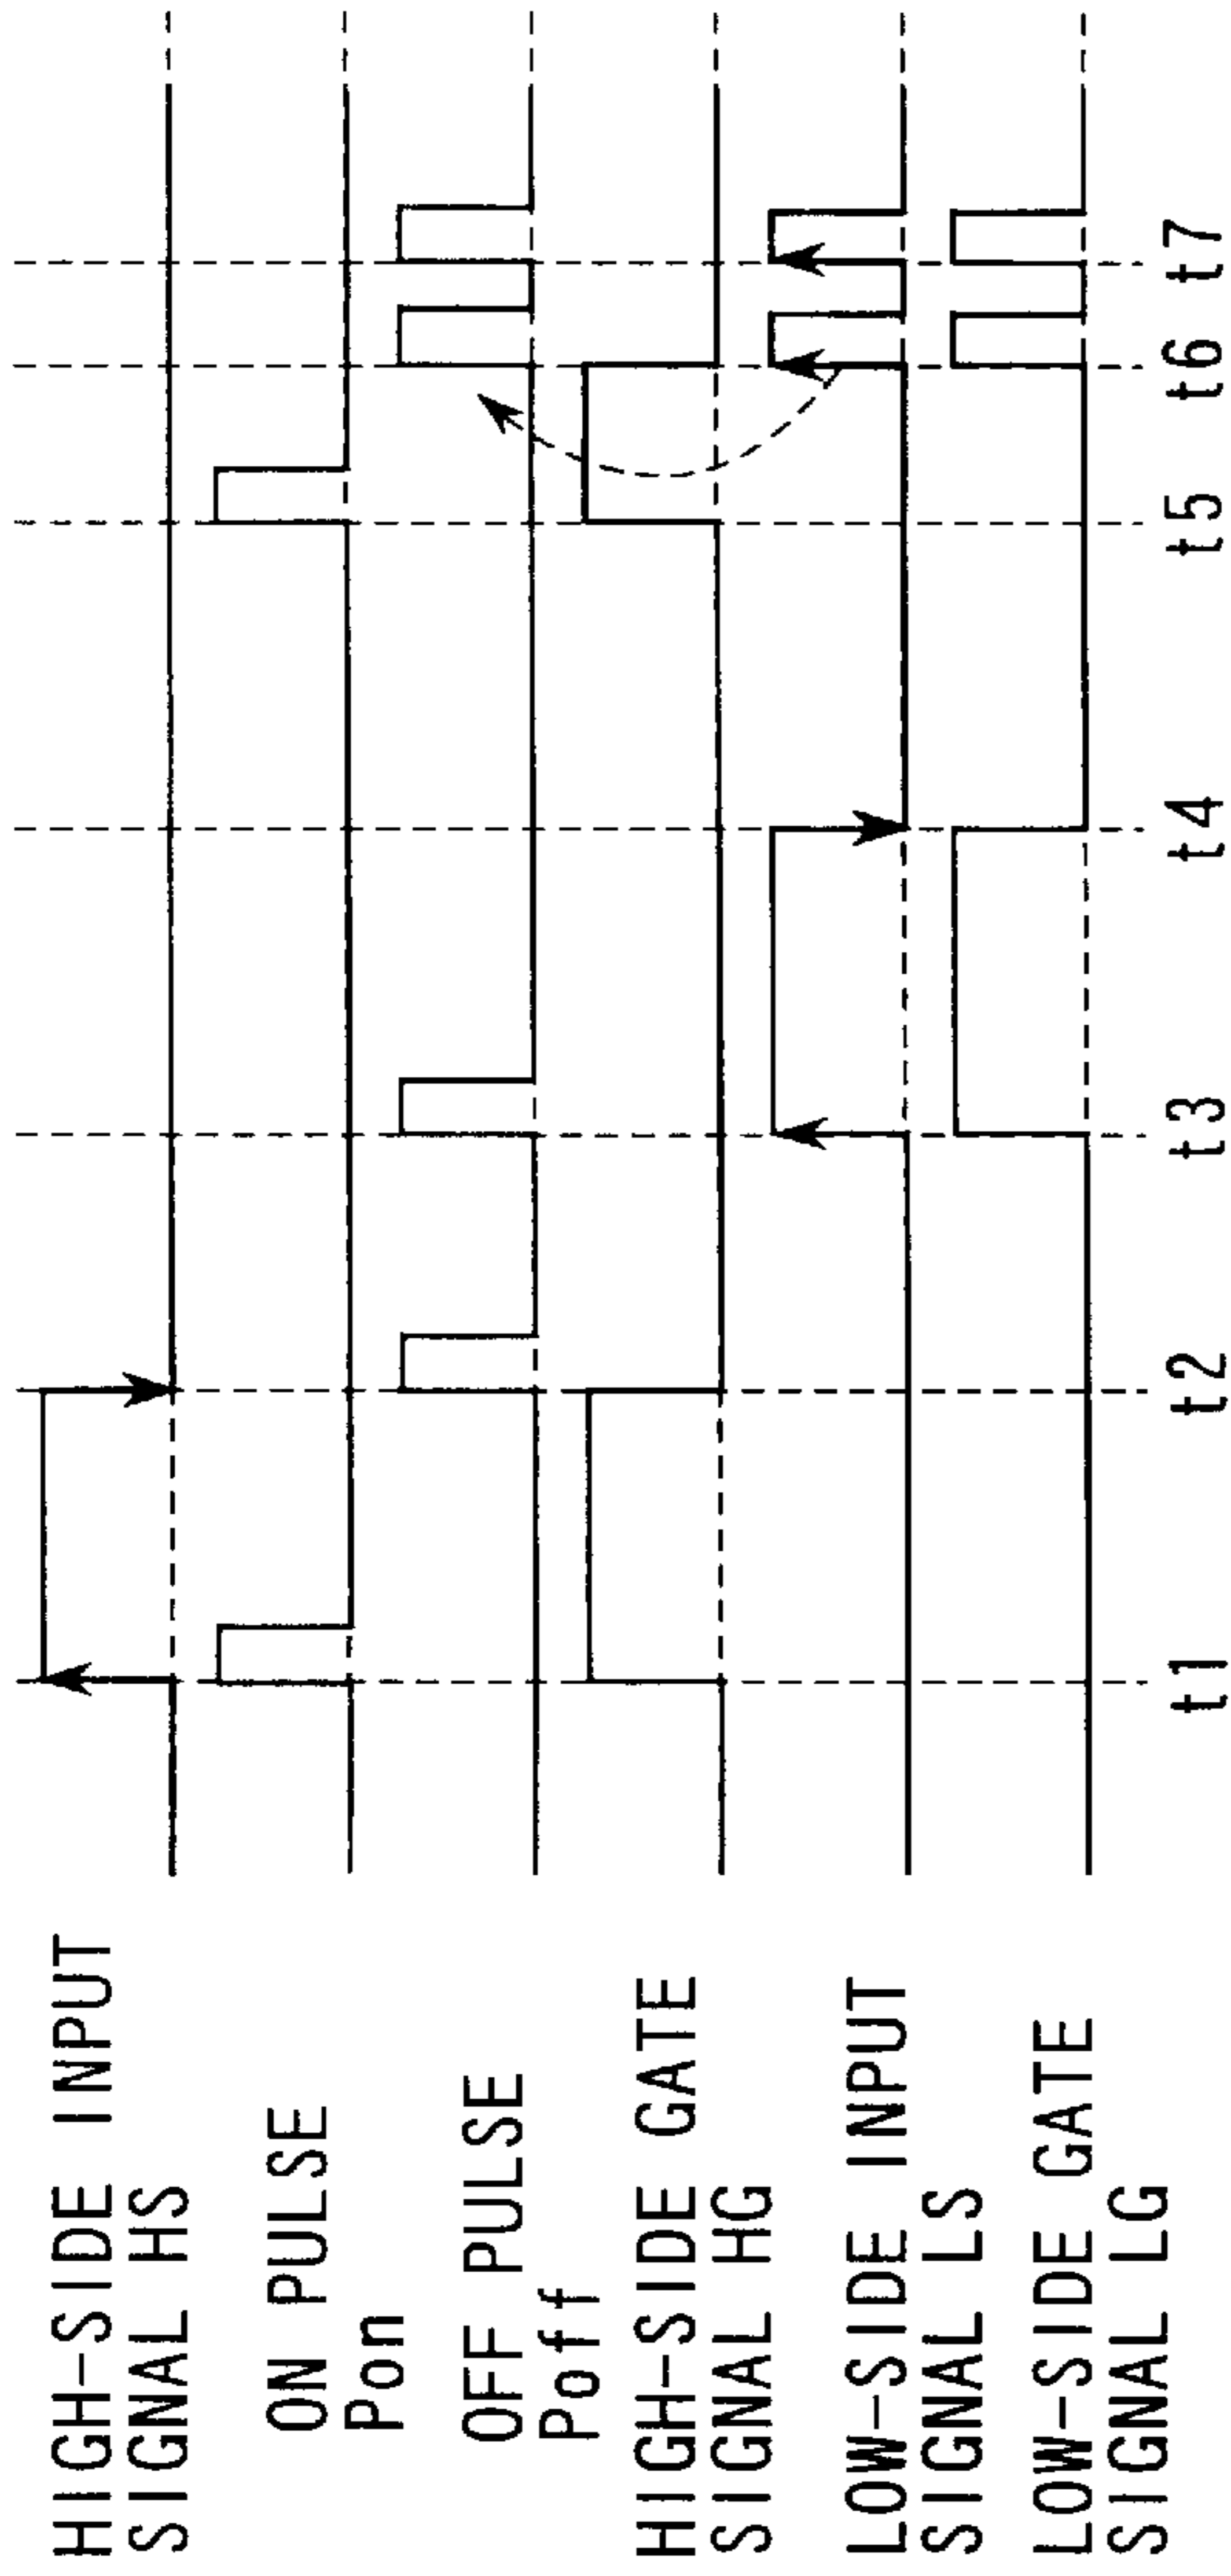 HIGH-SIDE INPUT
SIGNAL HS
ON PULSE
Pon
OFF PULSE
Poff
HIGH-SIDE GATE
SIGNAL HG
LOW-SIDE INPUT
SIGNAL LS
LOW-SIDE GATE
SIGNAL LG
t1 t2 t3 t4 t5 t6 t7